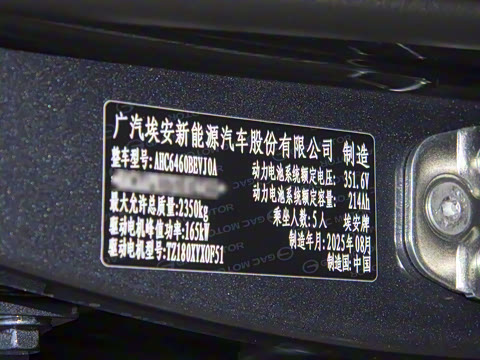 广汽埃安新能源汽车股份有限公司 制造
整车型号: AHC6460BEVJ0A
动力电池系统额定电压: 351.6V
动力电池系统额定容量: 214Ah
最大允许总质量: 2350kg
乘坐人数: 5人 埃安牌
驱动电机峰值功率: 165kW
制造年月: 2025年08月
驱动电机型号: TZ180XYX0F51
制造国: 中国
GAC MOTOR